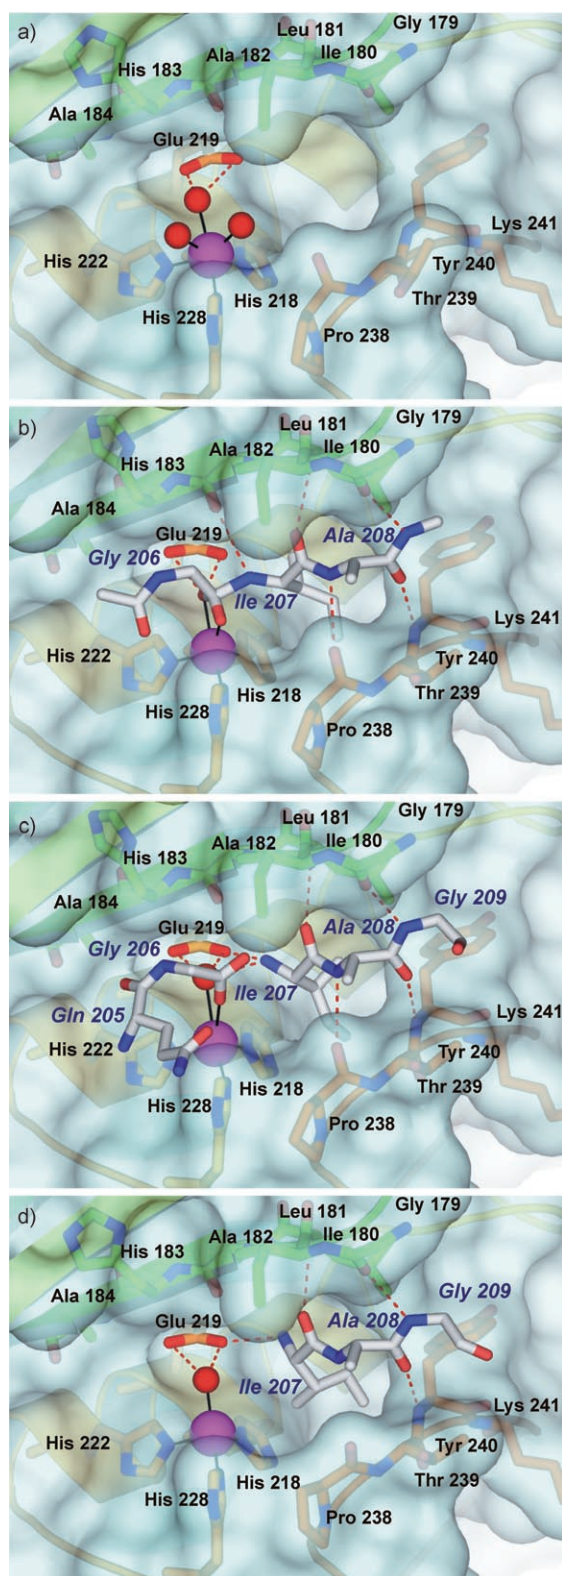 a)
Gly 179
Leu 181
Ala 182
Ile 180
His 183
Ala 184
Glu 219
Lys 241
His 222
Tyr 240
His 218
Thr 239
His 228
Pro 238
b)
Gly 179
Leu 181
Ala 182
Ile 180
His 183
Ala 184
Glu 219
Ala 208
Gly 206
Ile 207
Lys 241
His 222
Tyr 240
His 218
Thr 239
His 228
Pro 238
c)
Gly 179
Leu 181
Ala 182
Ile 180
His 183
Gly 209
Ala 184
Glu 219
Ala 208
Gly 206
Ile 207
Gln 205
Lys 241
His 222
Tyr 240
His 218
Thr 239
His 228
Pro 238
d)
Gly 179
Leu 181
Ala 182
Ile 180
His 183
Ala 184
Gly 209
Glu 219
Ala 208
Ile 207
Lys 241
His 222
Tyr 240
His 218
Thr 239
His 228
Pro 238